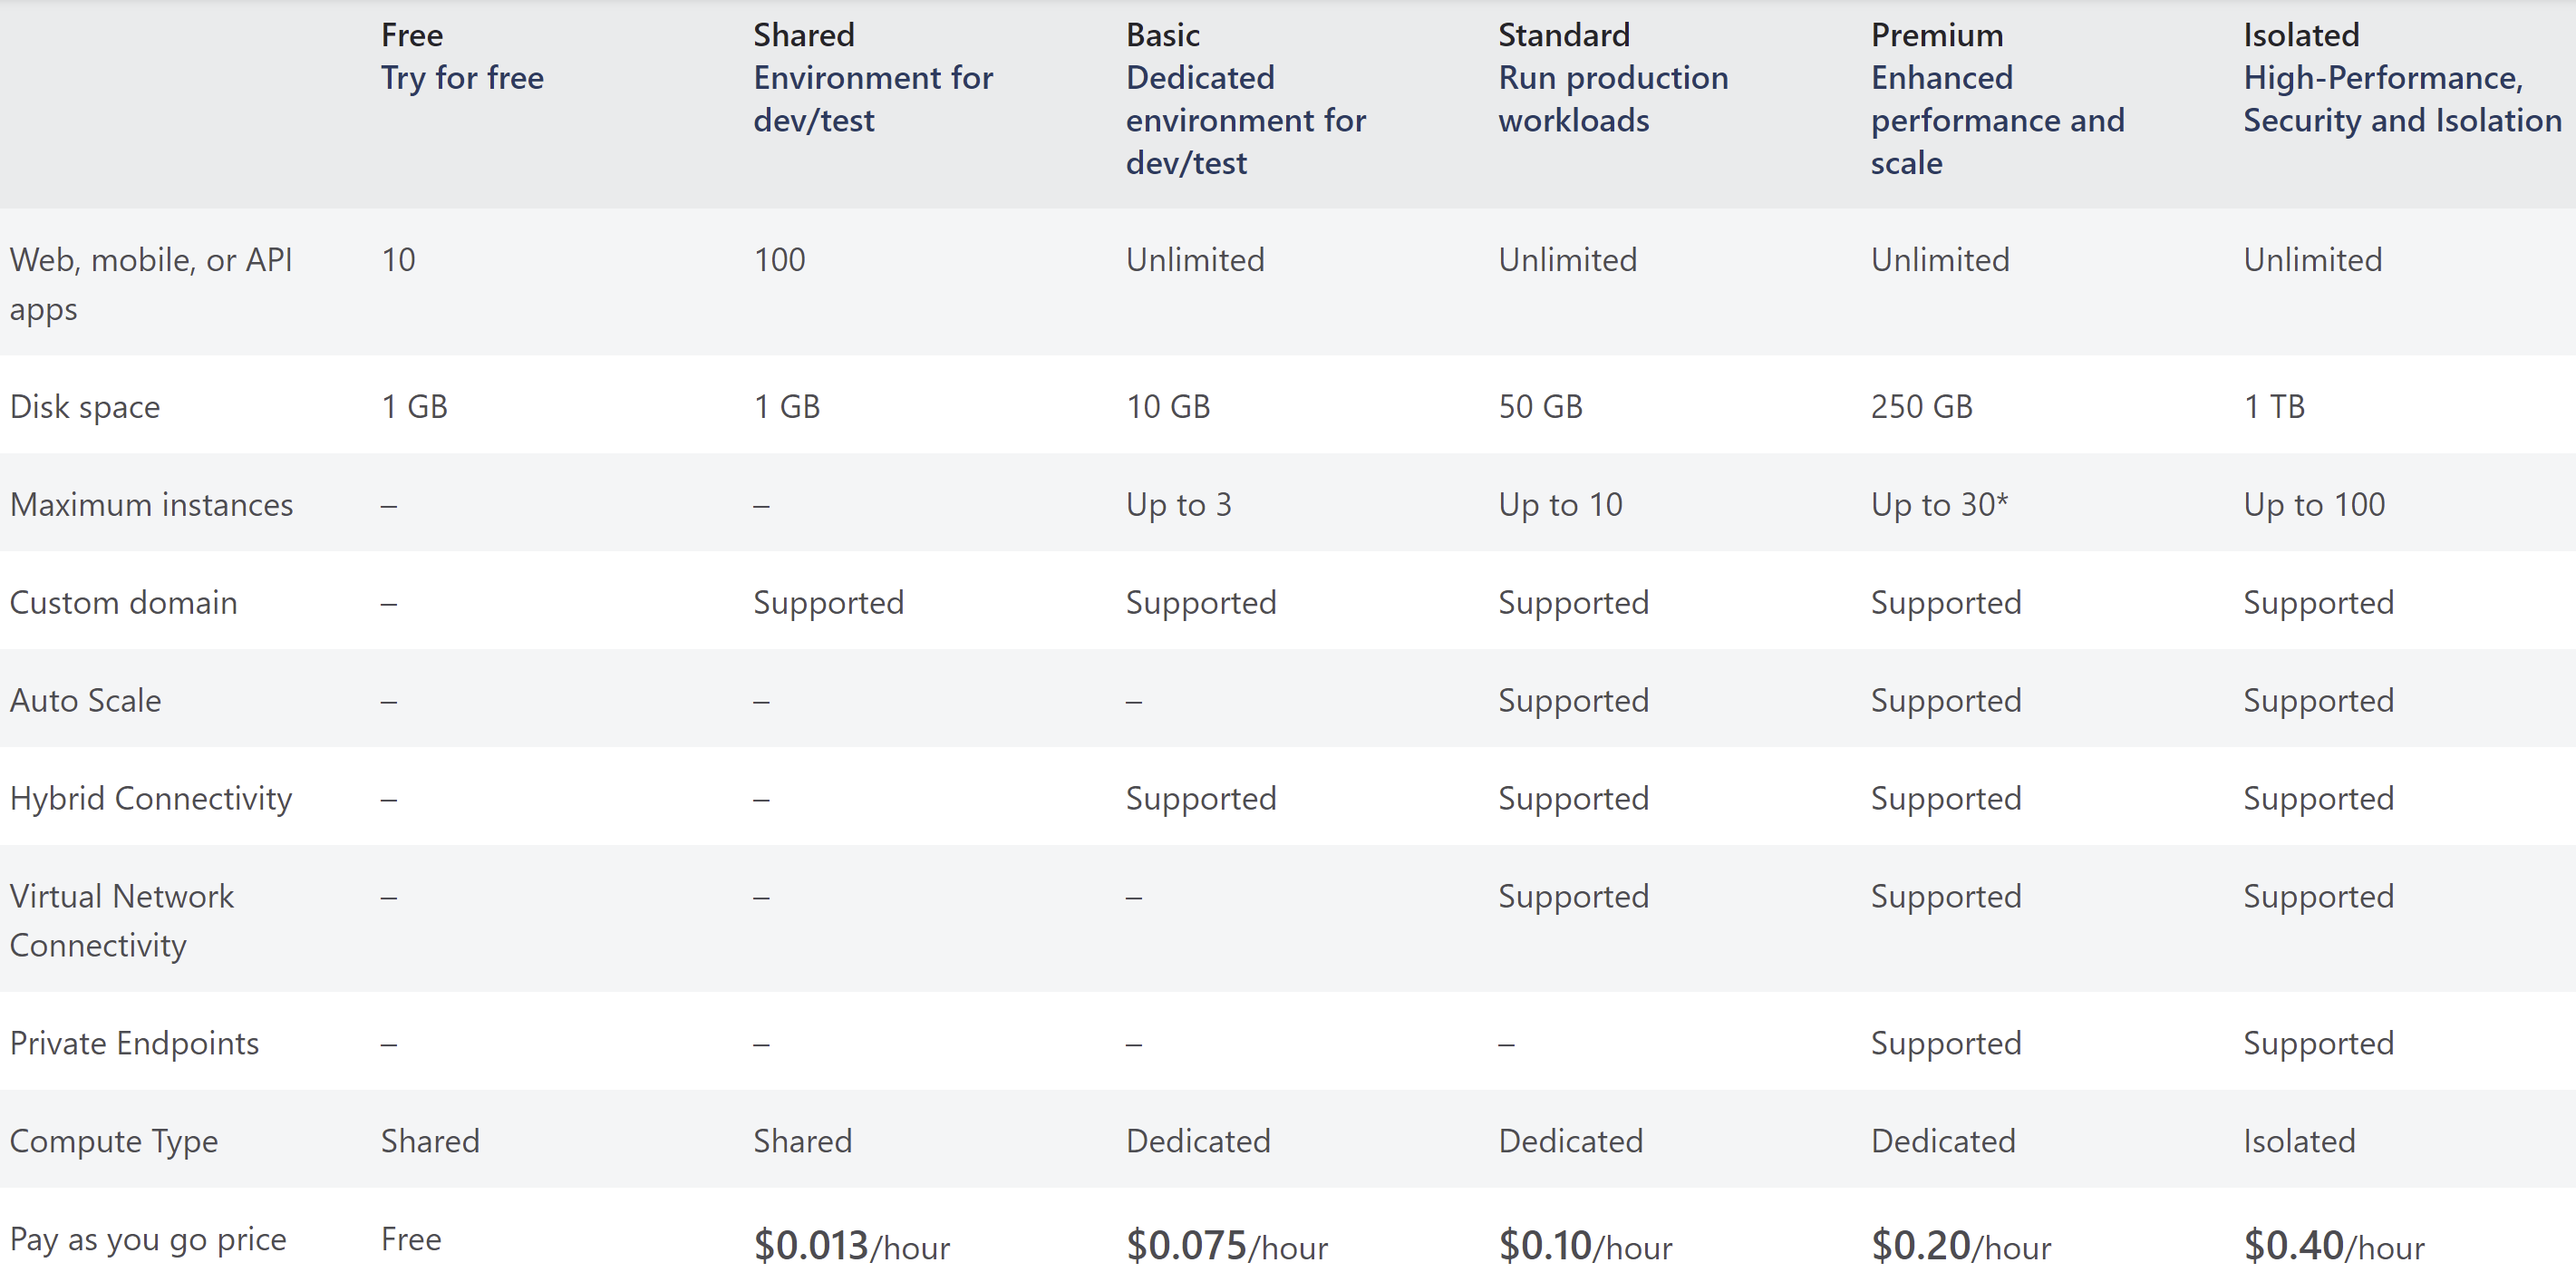 Free Shared Basic Standard Premium Isolated
Try for free Environment for Dedicated Run production Enhanced High-Performance,
dev/test environment for workloads performance and Security and Isolation
dev/test scale
Web, mobile, or API 10 100 Unlimited Unlimited Unlimited Unlimited
apps
Disk space 1 GB 1 GB 10 GB 50 GB 250 GB 1 TB
Maximum instances – – Up to 3 Up to 10 Up to 30* Up to 100
Custom domain – Supported Supported Supported Supported Supported
Auto Scale – – – Supported Supported Supported
Hybrid Connectivity – – Supported Supported Supported Supported
Virtual Network – – – Supported Supported Supported
Connectivity
Private Endpoints – – – – Supported Supported
Compute Type Shared Shared Dedicated Dedicated Dedicated Isolated
Pay as you go price Free $0.013/hour $0.075/hour $0.10/hour $0.20/hour $0.40/hour